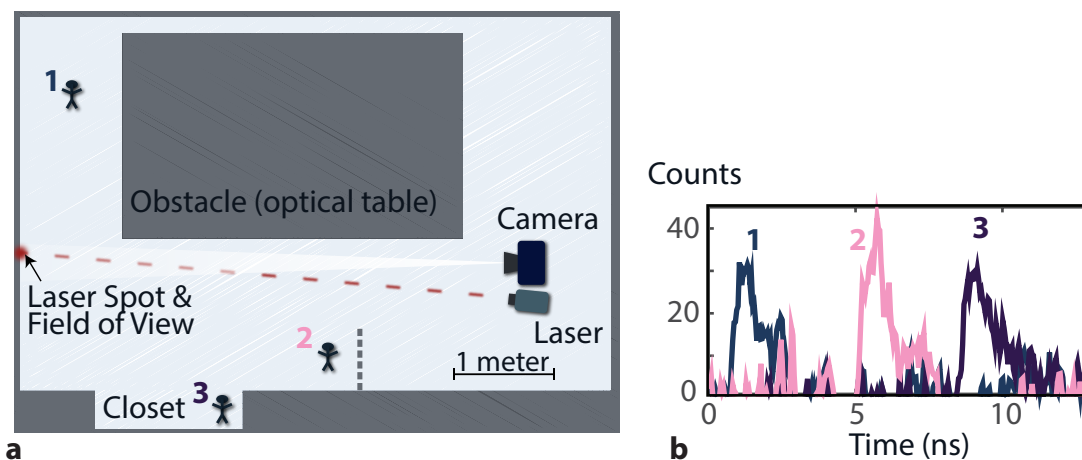 1
Obstacle (optical table)
Camera
Laser Spot &
Field of View
Laser
2
1 meter
Closet 3
a
Counts
40
20
0
1
2
3
0
5
10
Time (ns)
b